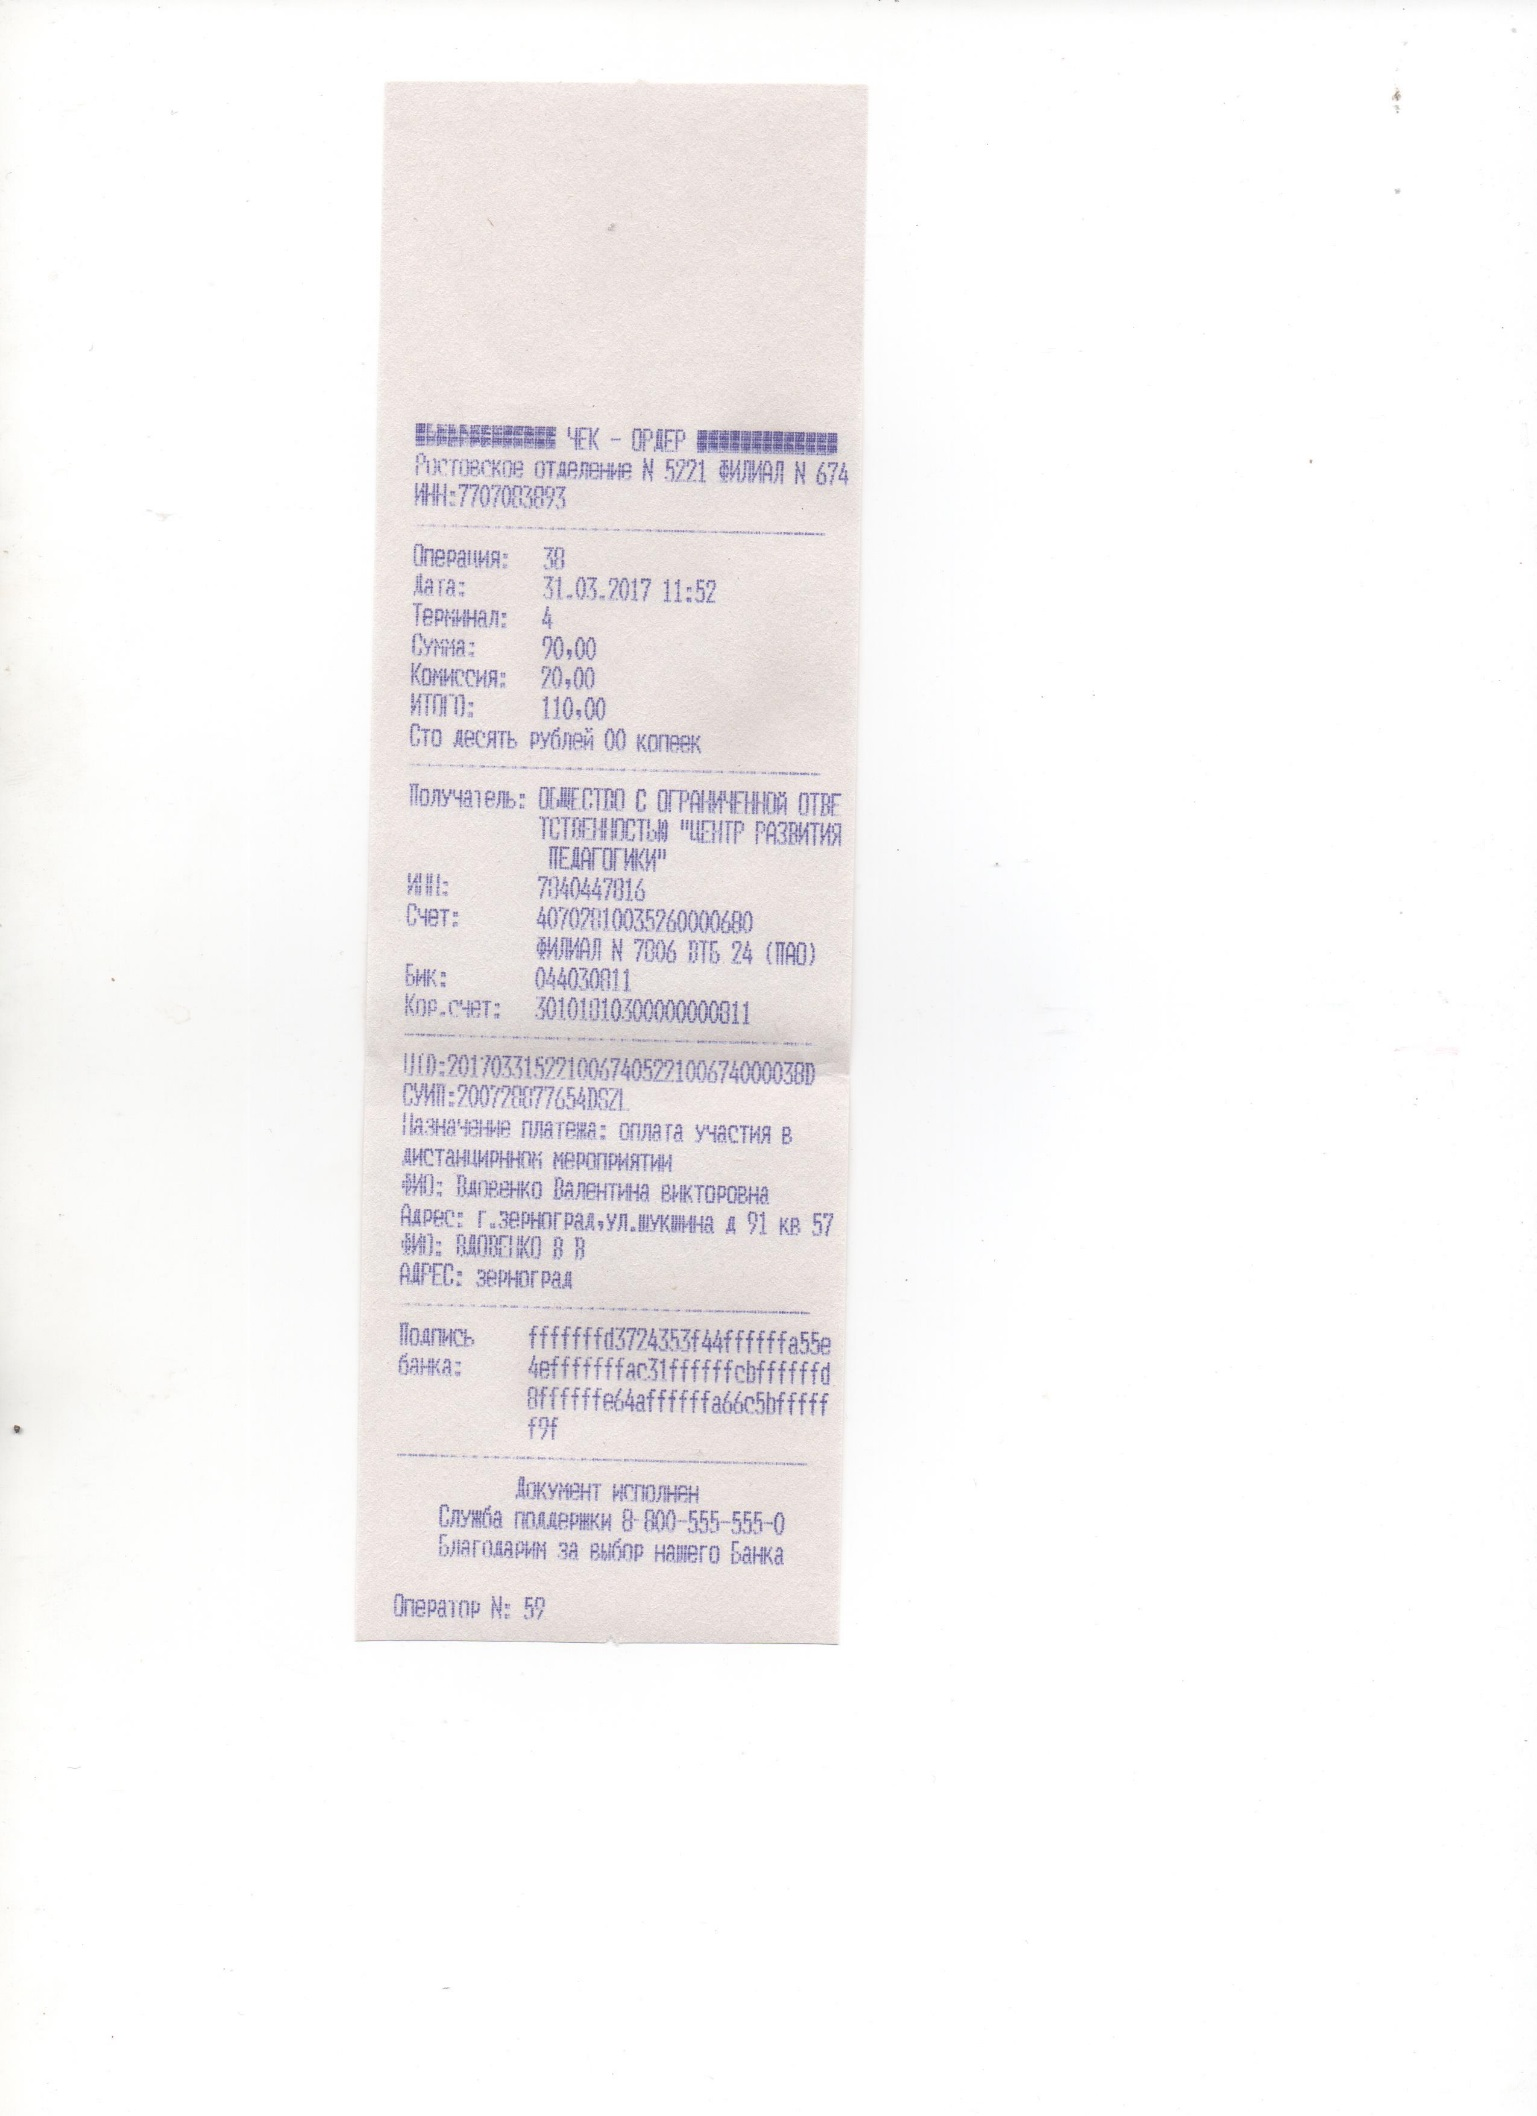 ЧЕК - ОРДЕР
Ростовское отделение N 5221 ФИЛИАЛ N 674
ИНН:7707083893
Операция: 38
Дата: 31.03.2017 11:52
Терминал: 4
Сумма: 90,00
Комиссия: 20,00
ИТОГО: 110,00
Сто десять рублей 00 копеек
Получатель: ОБЩЕСТВО С ОГРАНИЧЕННОЙ ОТВЕ
ТСТВЕННОСТЬЮ "ЦЕНТР РАЗВИТИЯ
ПЕДАГОГИКИ"
ИНН: 7840447816
Счет: 40702810035260000680
ФИЛИАЛ N 7806 ВТБ 24 (ПАО)
Бик: 044030811
Кор.счет: 30101810300000000811
UID:201703315221006740522100674000038D
СУИП:200728877654DSZL
Назначение платежа: оплата участия в
дистанцирннок мероприятии
ФИО: Вдовенко Валентина викторовна
Адрес: г.зерноград,ул.шукшина д 91 кв 57
ФИО: ВДОВЕНКО В В
АДРЕС: зерноград
Подпись fffffffd3724353f44ffffffa55e
банка: 4efffffffac31ffffffcbffffffd
8ffffffe64affffffa66c5bfffff
f9f
Документ исполнен
Служба поддержки 8-800-555-555-0
Благодарим за выбор нашего Банка
Оператор N: 59